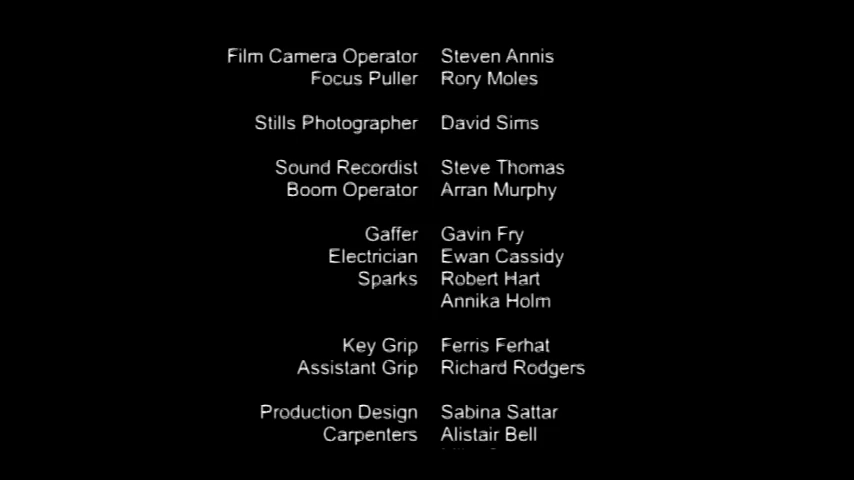 Film Camera Operator Steven Annis
Focus Puller Rory Moles
Stills Photographer David Sims
Sound Recordist Steve Thomas
Boom Operator Arran Murphy
Gaffer Gavin Fry
Electrician Ewan Cassidy
Sparks Robert Hart
Annika Holm
Key Grip Ferris Ferhat
Assistant Grip Richard Rodgers
Production Design Sabina Sattar
Carpenters Alistair Bell